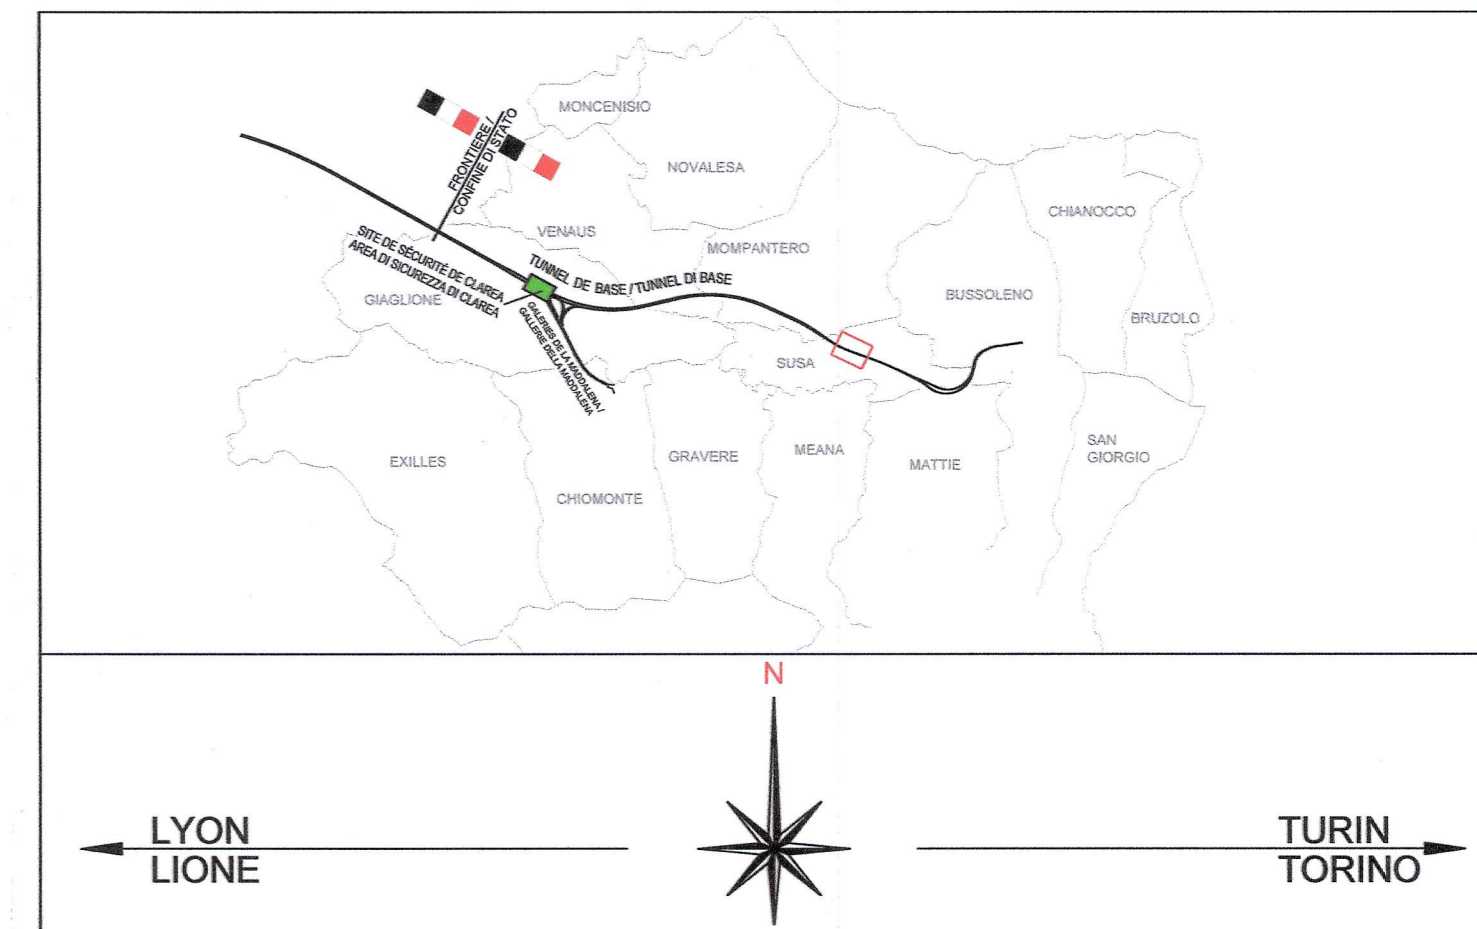 MONCENISIO
FRONTIERE /
CONFINE DI STATO
NOVALESA
CHIANOCCO
VENAUS
MOMPANTERO
SITE DE SÉCURITÉ DE CLAREA
AREA DI SICUREZZA DI CLAREA
TUNNEL DE BASE / TUNNEL DI BASE
GIAGLIONE
BUSSOLENO
BRUZOLO
GALERIES DE LA MADDALENA /
GALLERIE DELLA MADDALENA
SUSA
EXILLES
CHIOMONTE
GRAVERE
MEANA
MATTIE
SAN
GIORGIO
N
LYON
LIONE
TURIN
TORINO